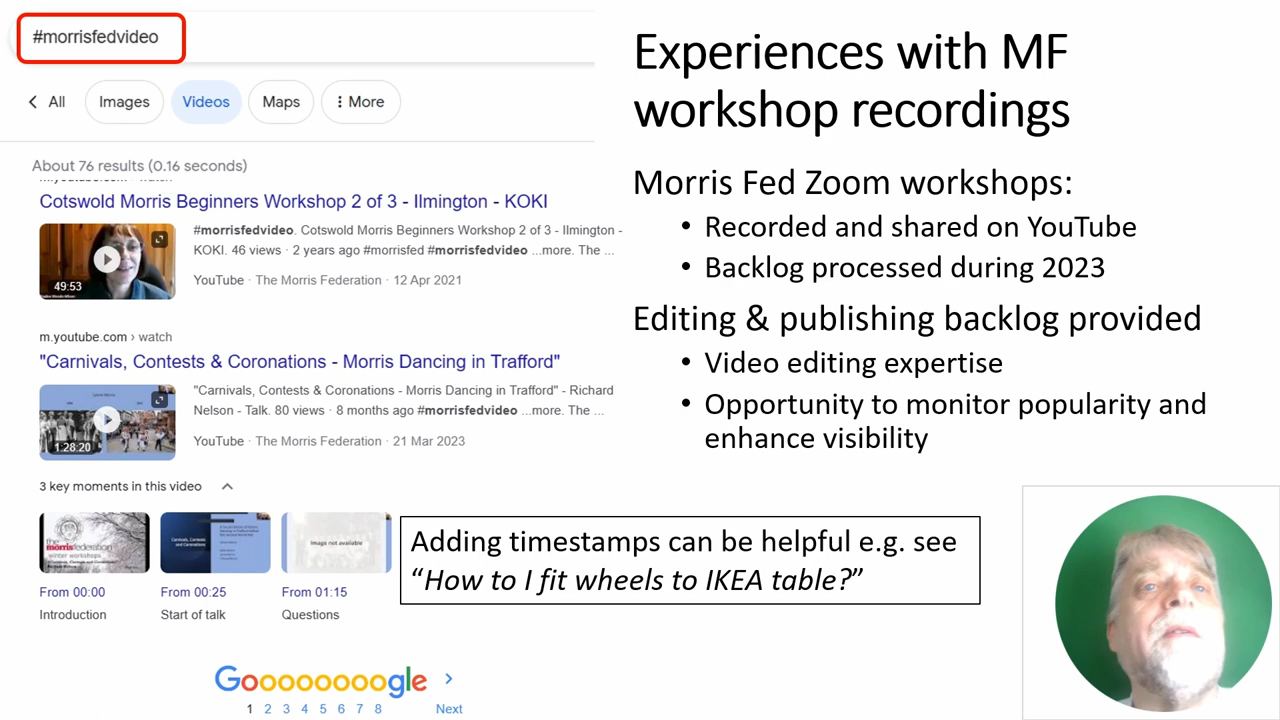 #morrisfedvideo
All
Images
Videos
Maps
More
About 76 results (0.16 seconds)
Cotswold Morris Beginners Workshop 2 of 3 - Ilmington - KOKI
#morrisfedvideo. Cotswold Morris Beginners Workshop 2 of 3 - Ilmington -
KOKI. 46 views · 2 years ago #morrisfed #morrisfedvideo ...more. The ...
49:53
YouTube · The Morris Federation · 12 Apr 2021
m.youtube.com › watch
"Carnivals, Contests & Coronations - Morris Dancing in Trafford"
"Carnivals, Contests & Coronations - Morris Dancing in Trafford" - Richard
Nelson - Talk. 80 views · 8 months ago #morrisfedvideo ...more. The ...
1:28:20
YouTube · The Morris Federation · 21 Mar 2023
3 key moments in this video
the morrisfederation
winter workshops
Image not available
From 00:00
From 00:25
From 01:15
Introduction
Start of talk
Questions
Goooooooogle
1 2 3 4 5 6 7 8 Next
Experiences with MF
workshop recordings
Morris Fed Zoom workshops:
• Recorded and shared on YouTube
• Backlog processed during 2023
Editing & publishing backlog provided
• Video editing expertise
• Opportunity to monitor popularity and
enhance visibility
Adding timestamps can be helpful e.g. see
“How to I fit wheels to IKEA table?”